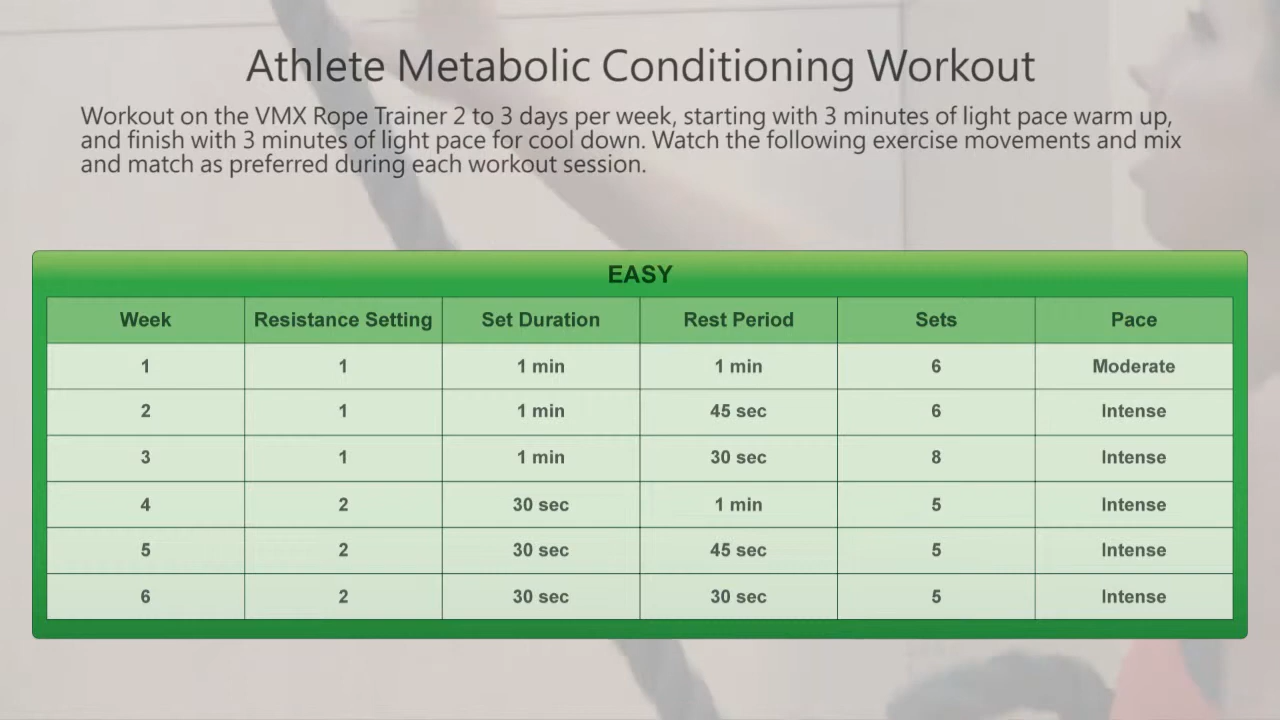 Athlete Metabolic Conditioning Workout
Workout on the VMX Rope Trainer 2 to 3 days per week, starting with 3 minutes of light pace warm up,
and finish with 3 minutes of light pace for cool down. Watch the following exercise movements and mix
and match as preferred during each workout session.
EASY
Week Resistance Setting Set Duration Rest Period Sets Pace
1 1 1 min 1 min 6 Moderate
2 1 1 min 45 sec 6 Intense
3 1 1 min 30 sec 8 Intense
4 2 30 sec 1 min 5 Intense
5 2 30 sec 45 sec 5 Intense
6 2 30 sec 30 sec 5 Intense